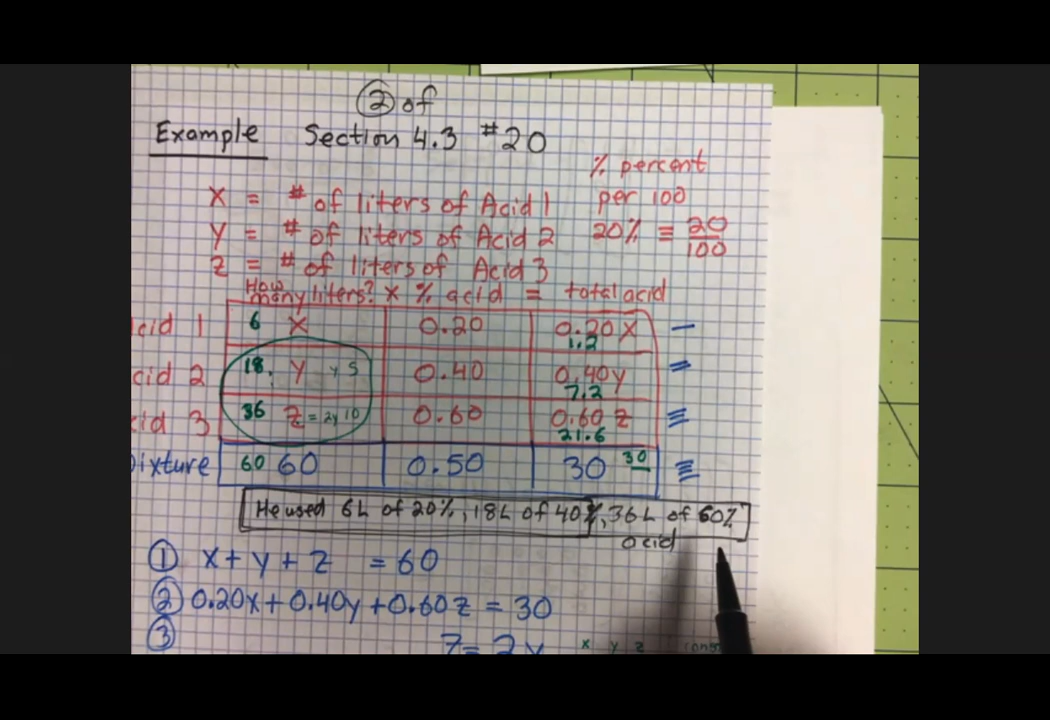 ② of
Example Section 4.3 #20
% percent
X = # of liters of Acid 1 per 100
Y = # of liters of Acid 2 20% ≡ 20/100
Z = # of liters of Acid 3
How many liters? x % acid = total acid
cid 1 6 X 0.20 0.20X 1.2
cid 2 18 Y y 5 0.40 0.40y 7.2
cid 3 36 Z = 2y 10 0.60 0.60 Z 21.6
Mixture 60 60 0.50 30 30
He used 6L of 20%, 18L of 40%, 36L of 60%
acid
① X + Y + Z = 60
② 0.20x + 0.40y + 0.60z = 30
③ Z = 2y x y z